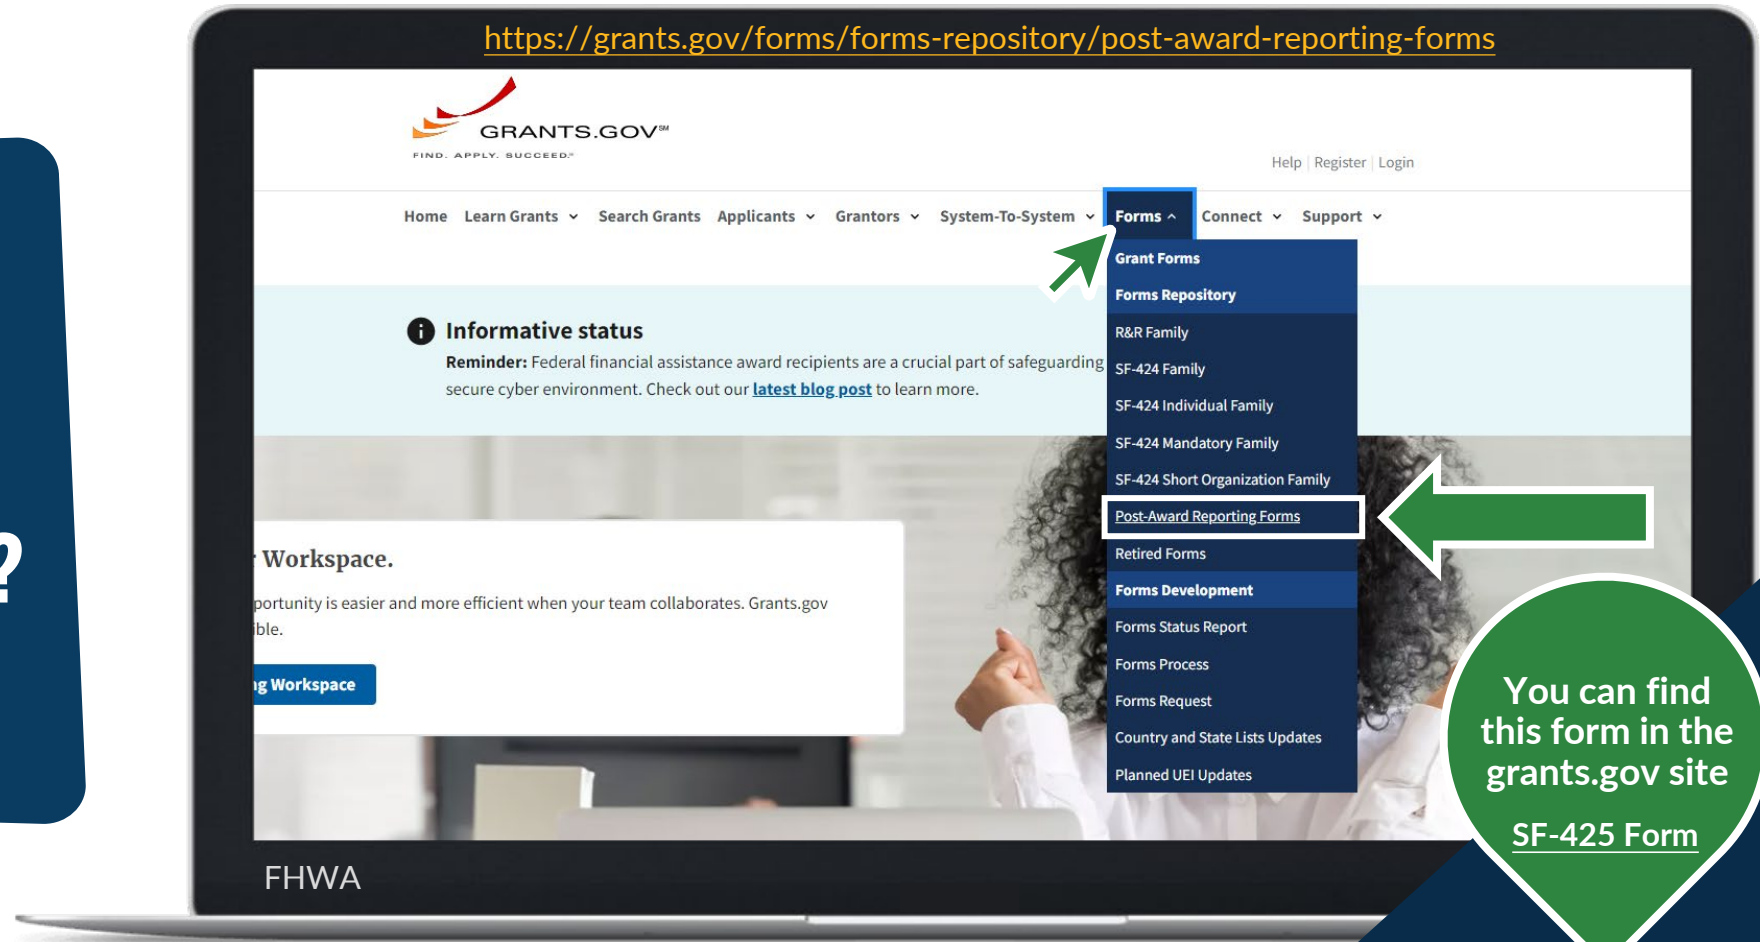 https://grants.gov/forms/forms-repository/post-award-reporting-forms
GRANTS.GOV℠
FIND. APPLY. SUCCEED.℠
Help | Register | Login
Home Learn Grants Search Grants Applicants Grantors System-To-System Forms Connect Support
Grant Forms
Forms Repository
R&R Family
SF-424 Family
SF-424 Individual Family
SF-424 Mandatory Family
SF-424 Short Organization Family
Post-Award Reporting Forms
Retired Forms
Forms Development
Forms Status Report
Forms Process
Forms Request
Country and State Lists Updates
Planned UEI Updates
Informative status
Reminder: Federal financial assistance award recipients are a crucial part of safeguarding
secure cyber environment. Check out our latest blog post to learn more.
Workspace.
portunity is easier and more efficient when your team collaborates. Grants.gov
ible.
ng Workspace
?
You can find
this form in the
grants.gov site
SF-425 Form
FHWA